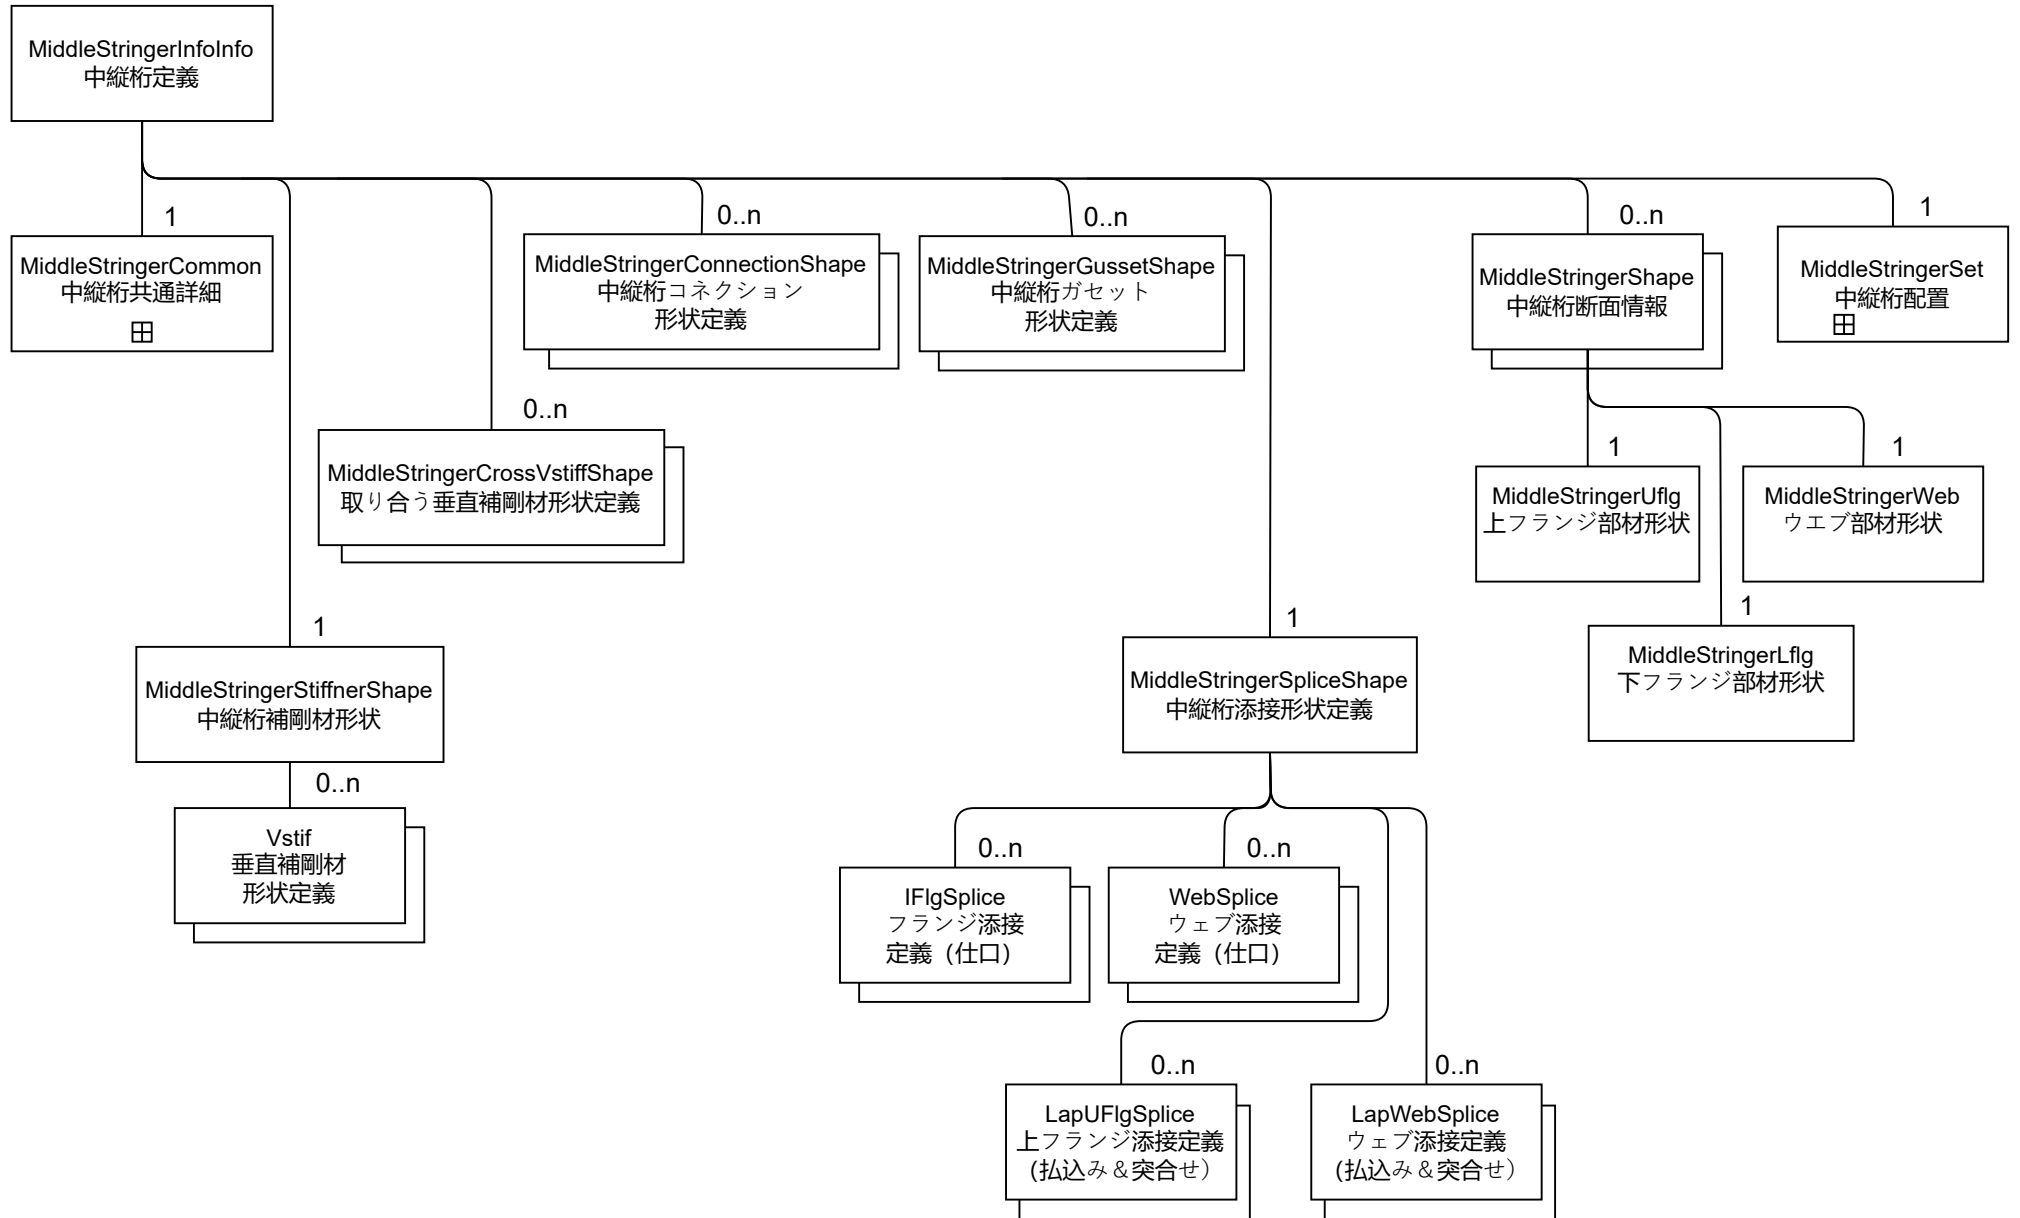 MiddleStringerInfoInfo
中縦桁定義
1
MiddleStringerCommon
中縦桁共通詳細
0..n
MiddleStringerConnectionShape
中縦桁コネクション
形状定義
0..n
MiddleStringerGussetShape
中縦桁ガセット
形状定義
0..n
MiddleStringerShape
中縦桁断面情報
1
MiddleStringerSet
中縦桁配置
0..n
MiddleStringerCrossVstiffShape
取り合う垂直補剛材形状定義
1
MiddleStringerUflg
上フランジ部材形状
1
MiddleStringerWeb
ウエブ部材形状
1
MiddleStringerLflg
下フランジ部材形状
1
MiddleStringerStiffnerShape
中縦桁補剛材形状
1
MiddleStringerSpliceShape
中縦桁添接形状定義
0..n
Vstif
垂直補剛材
形状定義
0..n
IFlgSplice
フランジ添接
定義（仕口）
0..n
WebSplice
ウェブ添接
定義（仕口）
0..n
LapUFlgSplice
上フランジ添接定義
（払込み＆突合せ）
0..n
LapWebSplice
ウェブ添接定義
（払込み＆突合せ）